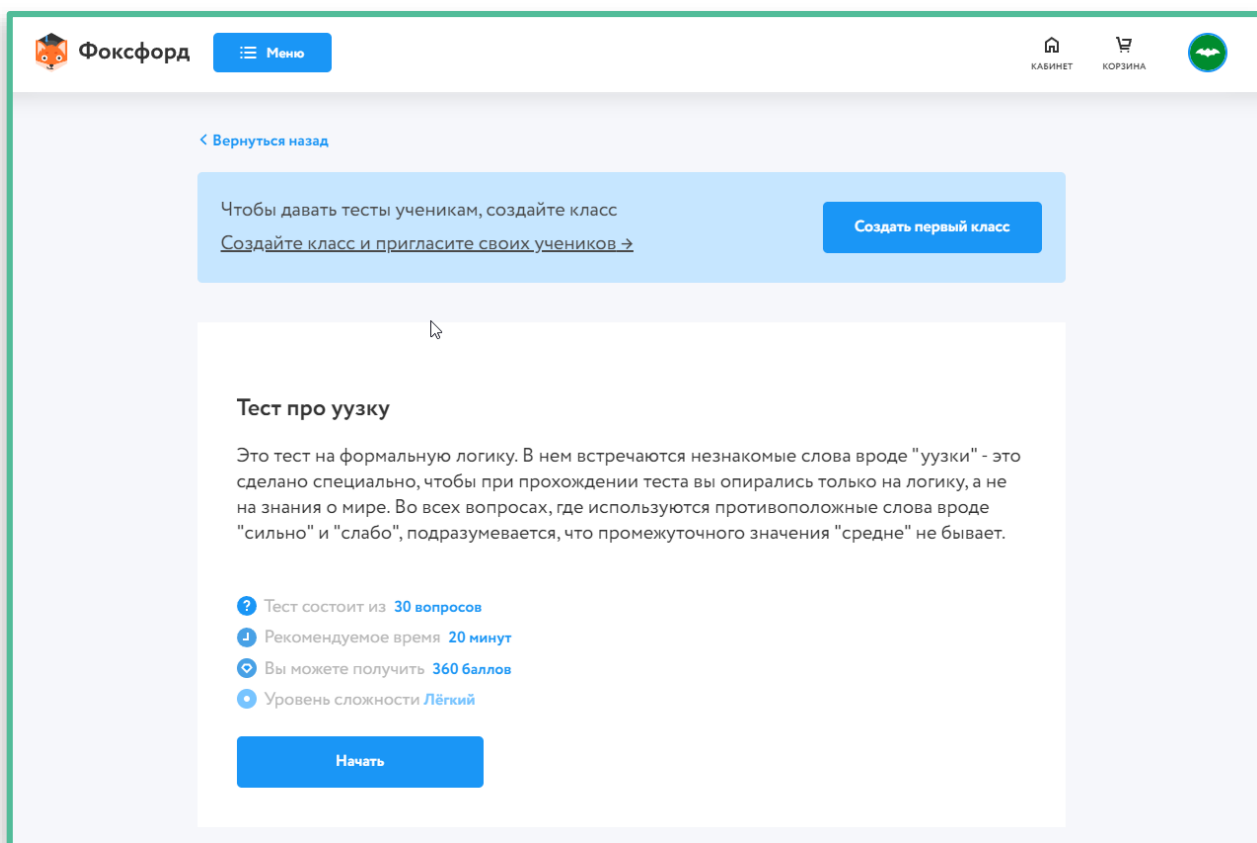 Фоксфорд
Меню
КАБИНЕТ
КОРЗИНА
Вернуться назад
Чтобы давать тесты ученикам, создайте класс
Создайте класс и пригласите своих учеников →
Создать первый класс
Тест про уузку
Это тест на формальную логику. В нем встречаются незнакомые слова вроде "уузки" - это
сделано специально, чтобы при прохождении теста вы опирались только на логику, а не
на знания о мире. Во всех вопросах, где используются противоположные слова вроде
"сильно" и "слабо", подразумевается, что промежуточного значения "средне" не бывает.
Тест состоит из 30 вопросов
Рекомендуемое время 20 минут
Вы можете получить 360 баллов
Уровень сложности Лёгкий
Начать